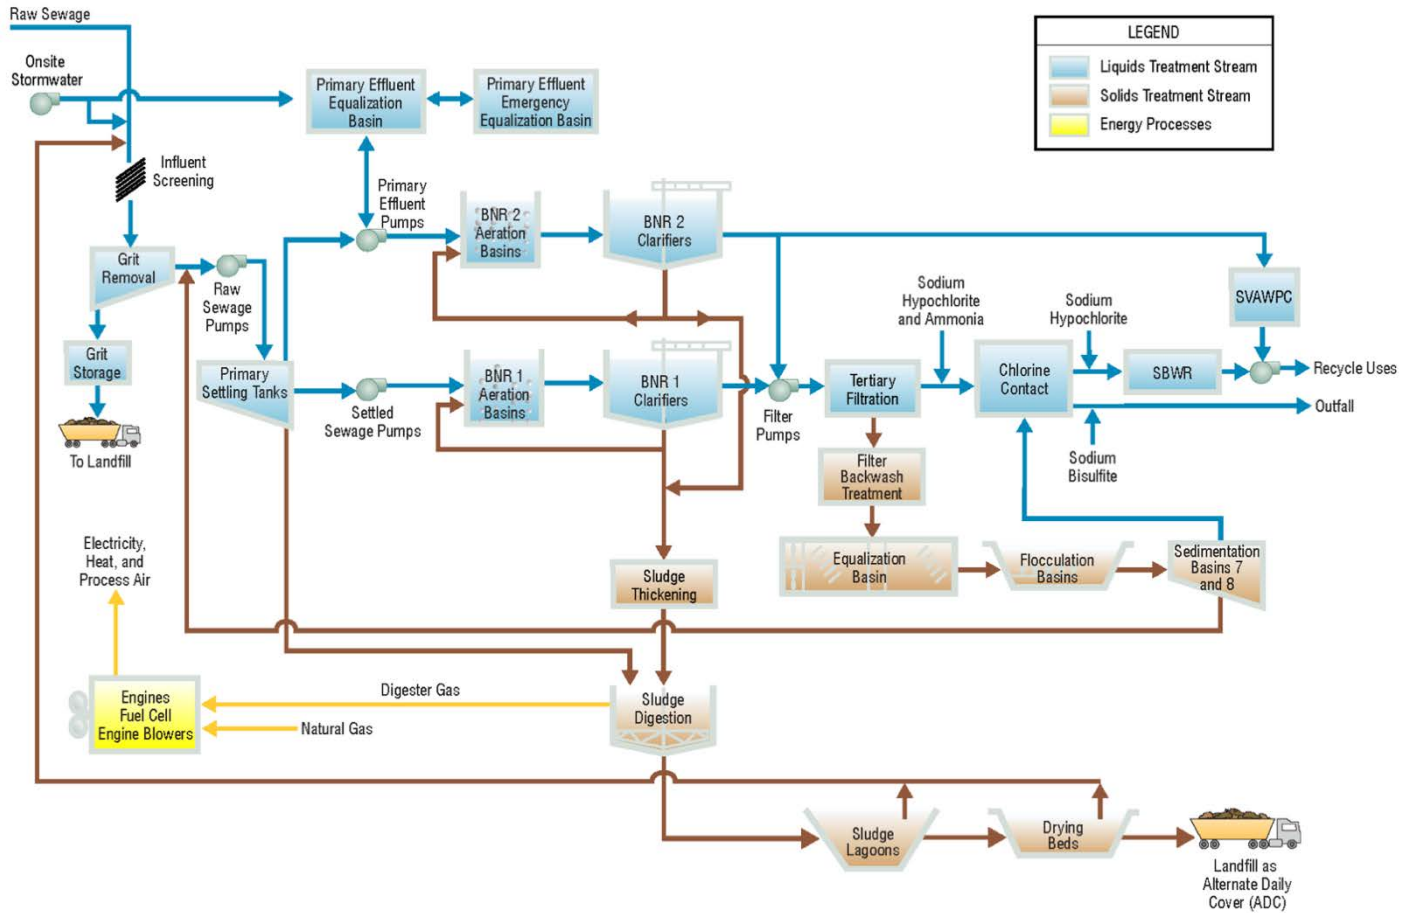 Raw Sewage
LEGEND
Liquids Treatment Stream
Solids Treatment Stream
Energy Processes
Onsite
Stormwater
Primary Effluent
Equalization
Basin
Primary Effluent
Emergency
Equalization Basin
Influent
Screening
Primary
Effluent
Pumps
BNR 2
Aeration
Basins
BNR 2
Clarifiers
Grit
Removal
Raw
Sewage
Pumps
Sodium
Hypochlorite
and Ammonia
Sodium
Hypochlorite
SVAWPC
Grit
Storage
Primary
Settling Tanks
Settled
Sewage Pumps
BNR 1
Aeration
Basins
BNR 1
Clarifiers
Filter
Pumps
Tertiary
Filtration
Chlorine
Contact
SBWR
Recycle Uses
Outfall
To Landfill
Filter
Backwash
Treatment
Sodium
Bisulfite
Electricity,
Heat, and
Process Air
Sludge
Thickening
Equalization
Basin
Flocculation
Basins
Sedimentation
Basins 7
and 8
Engines
Fuel Cell
Engine Blowers
Digester Gas
Natural Gas
Sludge
Digestion
Sludge
Lagoons
Drying
Beds
Landfill as
Alternate Daily
Cover (ADC)